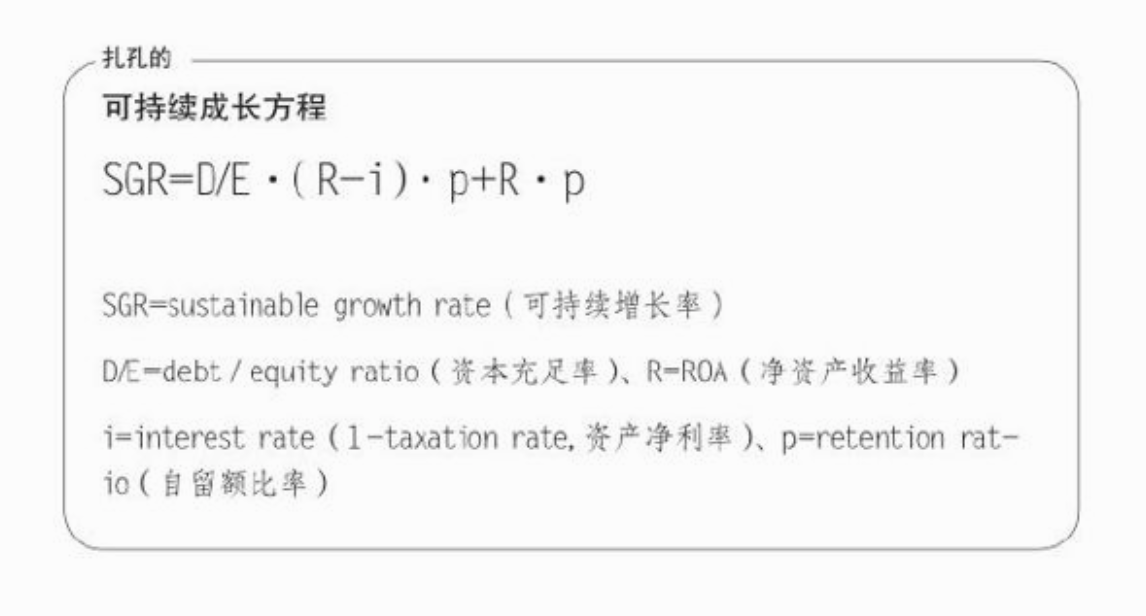 扎孔的
可持续成长方程
SGR=D/E·(R-i)·p+R·p
SGR=sustainable growth rate(可持续增长率)
D/E=debt/equity ratio(资本充足率)、R=ROA(净资产收益率)
i=interest rate(1-taxation rate,资产净利率)、p=retention rat-
io(自留额比率)